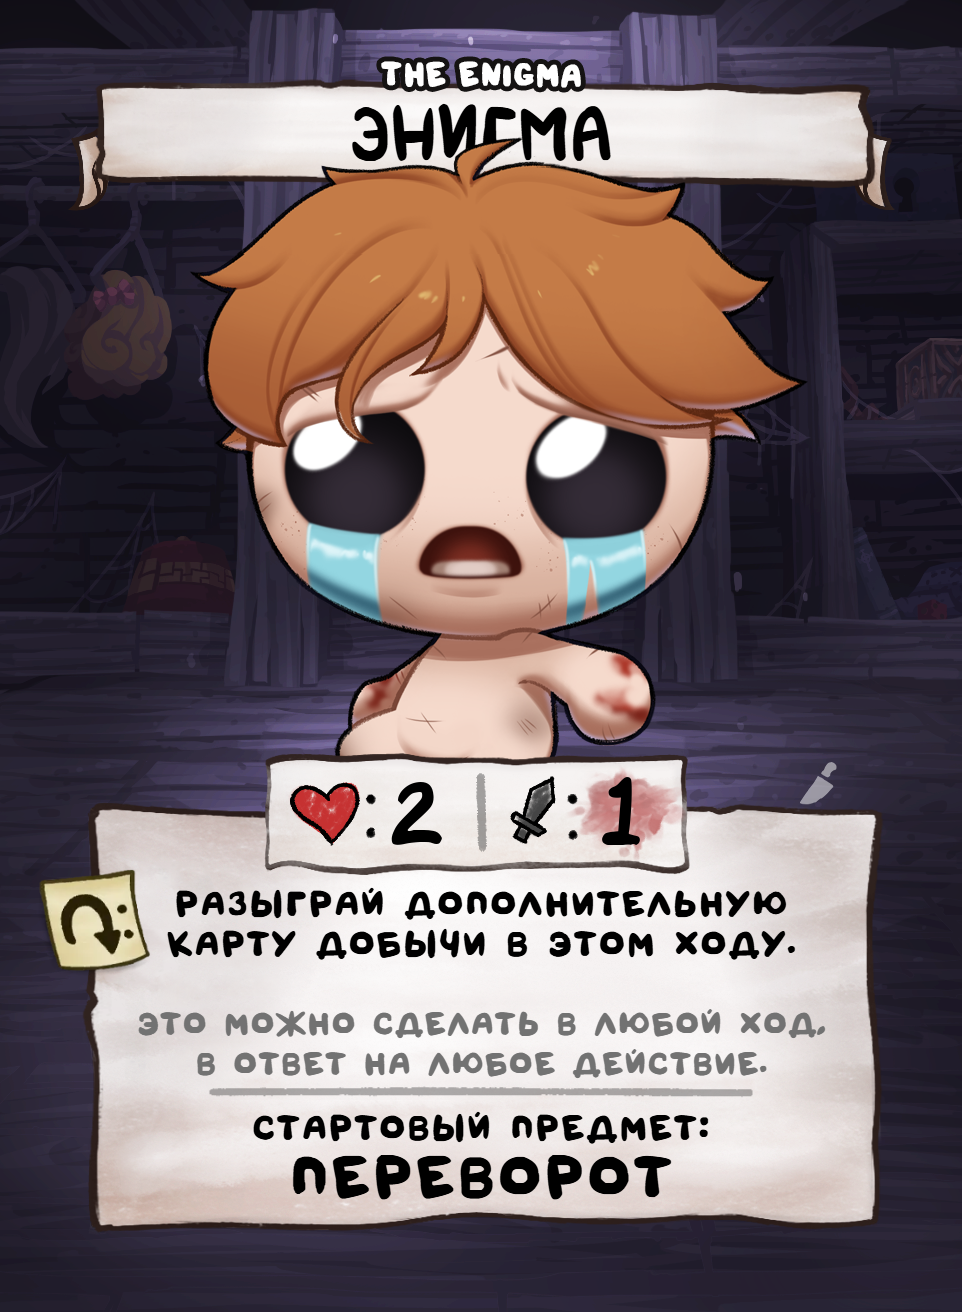 THE ENIGMA
ЭНИГМА
:2 | :1
РАЗЫГРАЙ ДОПОЛНИТЕЛЬНУЮ
КАРТУ ДОБЫЧИ В ЭТОМ ХОДУ.
ЭТО МОЖНО СДЕЛАТЬ В ЛЮБОЙ ХОД,
В ОТВЕТ НА ЛЮБОЕ ДЕЙСТВИЕ.
СТАРТОВЫЙ ПРЕДМЕТ:
ПЕРЕВОРОТ